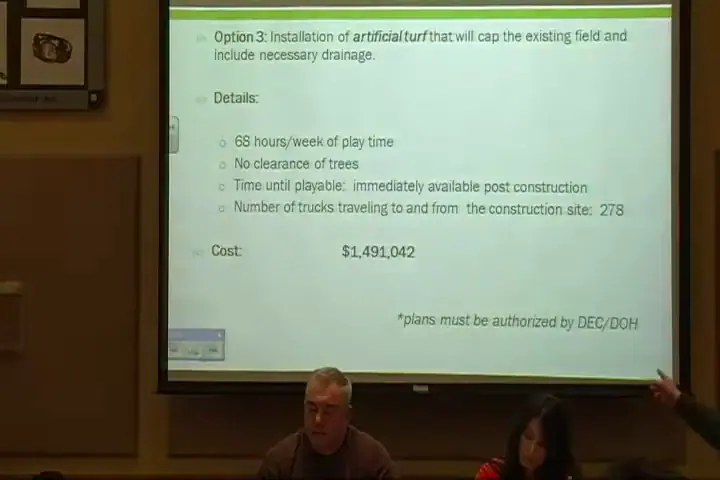 Option 3: Installation of artificial turf that will cap the existing field and
include necessary drainage.
Details:
68 hours/week of play time
No clearance of trees
Time until playable: immediately available post construction
Number of trucks traveling to and from the construction site: 278
Cost: $1,491,042
*plans must be authorized by DEC/DOH